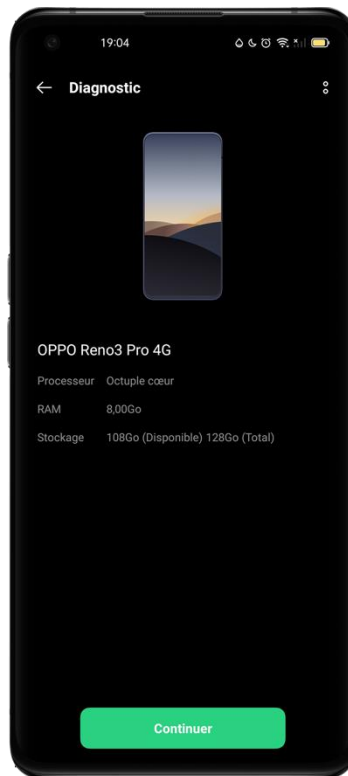 19:04
Diagnostic
OPPO Reno3 Pro 4G
Processeur Octuple cœur
RAM 8,00Go
Stockage 108Go (Disponible) 128Go (Total)
Continuer